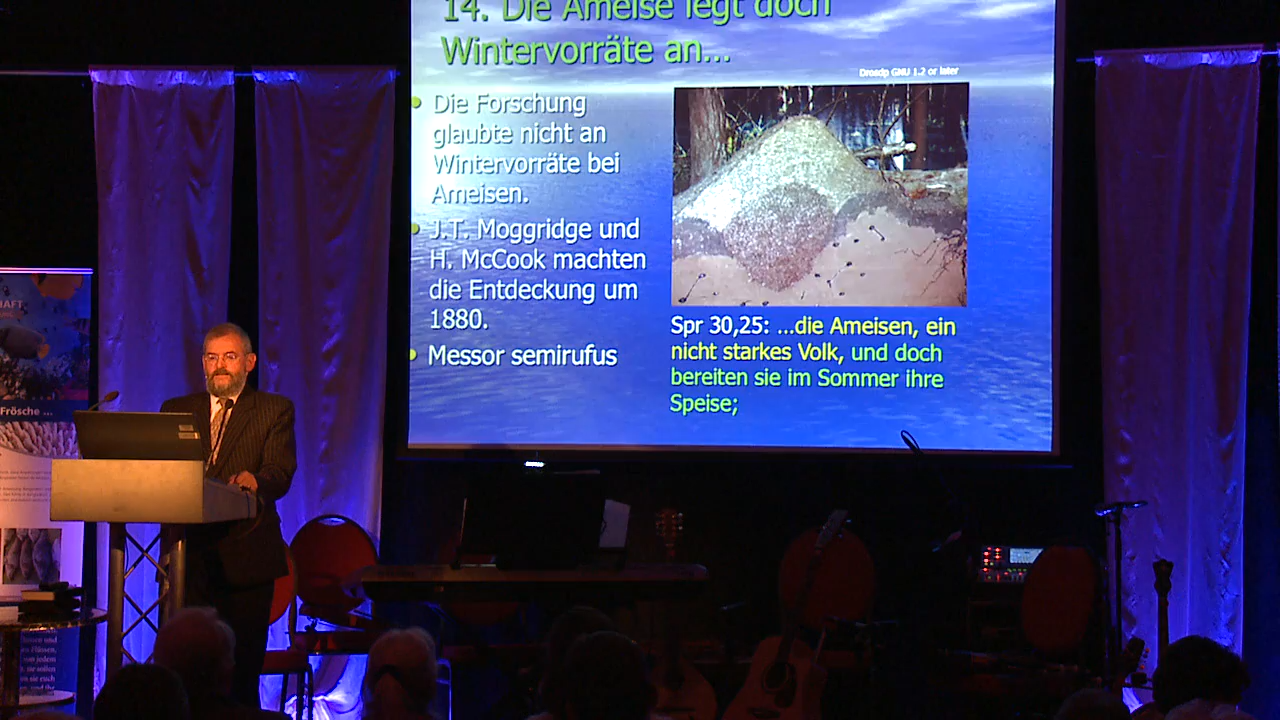 14. Die Ameise legt doch
Wintervorräte an...
Die Forschung
glaubte nicht an
Wintervorräte bei
Ameisen.
J.T. Moggridge und
H. McCook machten
die Entdeckung um
1880.
Messor semirufus
GNU 1.2 or later
Spr 30,25: ...die Ameisen, ein
nicht starkes Volk, und doch
bereiten sie im Sommer ihre
Speise;
HAFT
Frösche ...